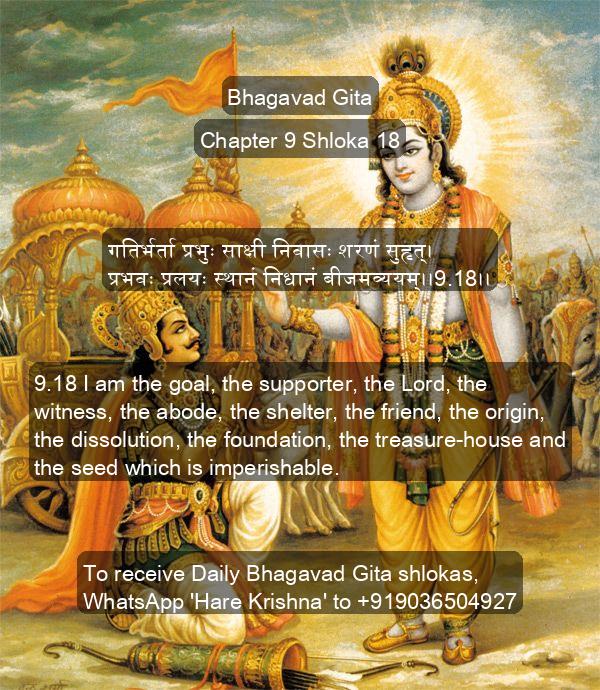 Bhagavad Gita
Chapter 9 Shloka 18
गतिर्भर्ता प्रभुः साक्षी निवासः शरणं सुहृत्।
प्रभवः प्रलयः स्थानं निधानं बीजमव्ययम्।।9.18।।
9.18 I am the goal, the supporter, the Lord, the
witness, the abode, the shelter, the friend, the origin,
the dissolution, the foundation, the treasure-house and
the seed which is imperishable.
To receive Daily Bhagavad Gita shlokas,
WhatsApp 'Hare Krishna' to +919036504927